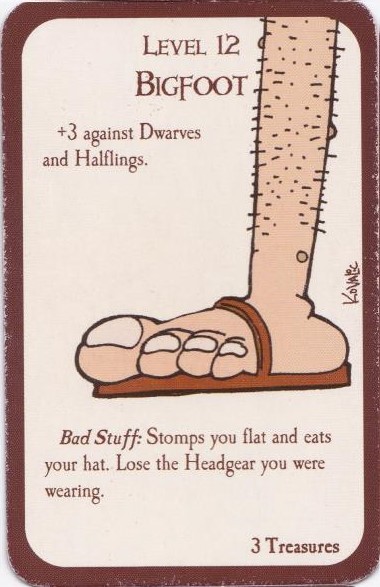 LEVEL 12
BIGFOOT
+3 against Dwarves
and Halflings.
KOVALIC
Bad Stuff: Stomps you flat and eats
your hat. Lose the Headgear you were
wearing.
3 Treasures